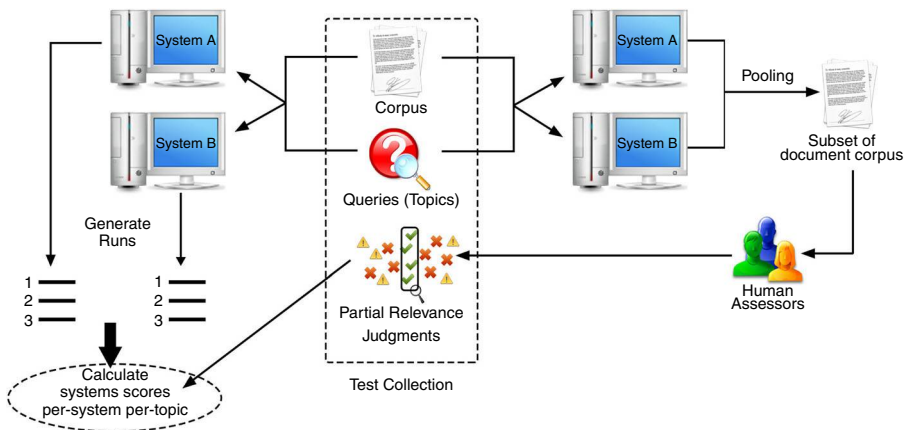 System A
System B
Generate
Runs
1
2
3
1
2
3
Calculate
systems scores
per-system per-topic
Corpus
Queries (Topics)
Partial Relevance
Judgments
Test Collection
System A
System B
Pooling
Subset of
document corpus
Human
Assessors